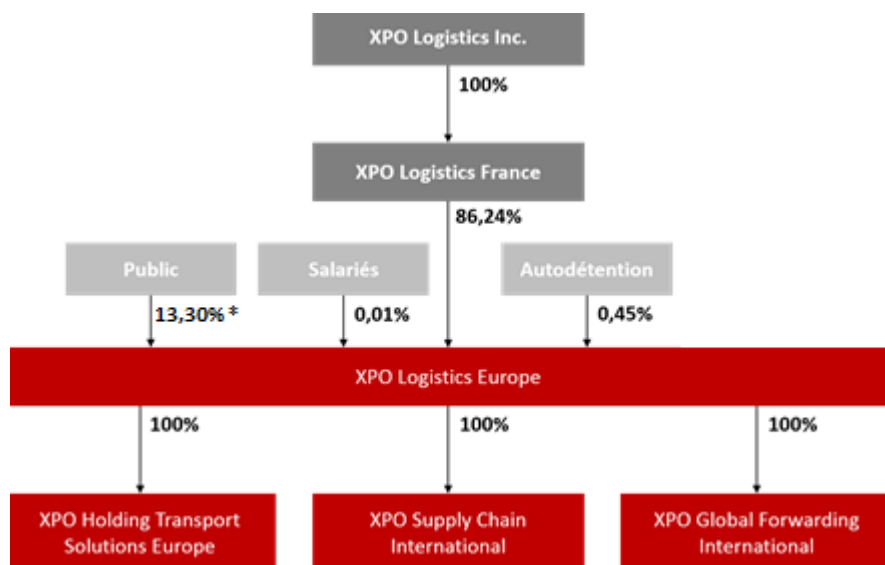 XPO Logistics Inc.
100%
XPO Logistics France
86,24%
Public
Salariés
Autodétention
13,30% *
0,01%
0,45%
XPO Logistics Europe
100%
100%
100%
XPO Holding Transport
Solutions Europe
XPO Supply Chain
International
XPO Global Forwarding
International